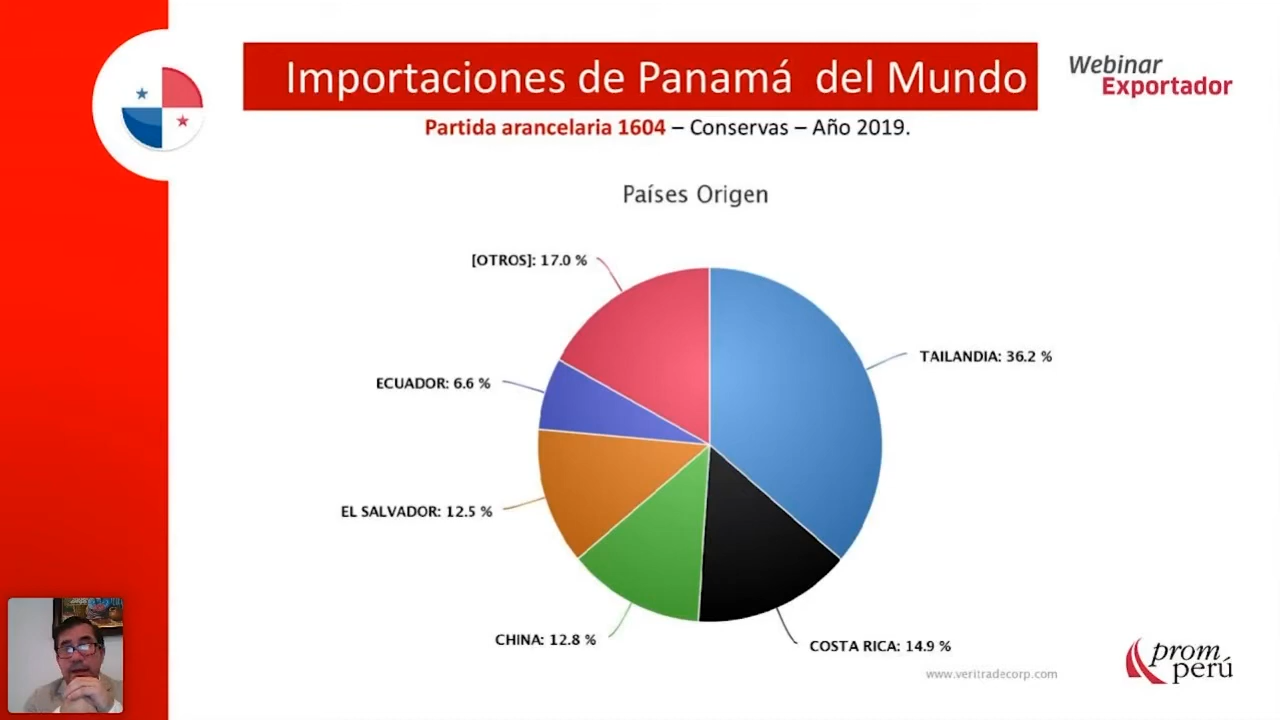 Importaciones de Panamá del Mundo
Webinar
Exportador
Partida arancelaria 1604 – Conservas – Año 2019.
Países Origen
[OTROS]: 17.0 %
TAILANDIA: 36.2 %
ECUADOR: 6.6 %
EL SALVADOR: 12.5 %
CHINA: 12.8 %
COSTA RICA: 14.9 %
www.veritradecorp.com
prom
perú